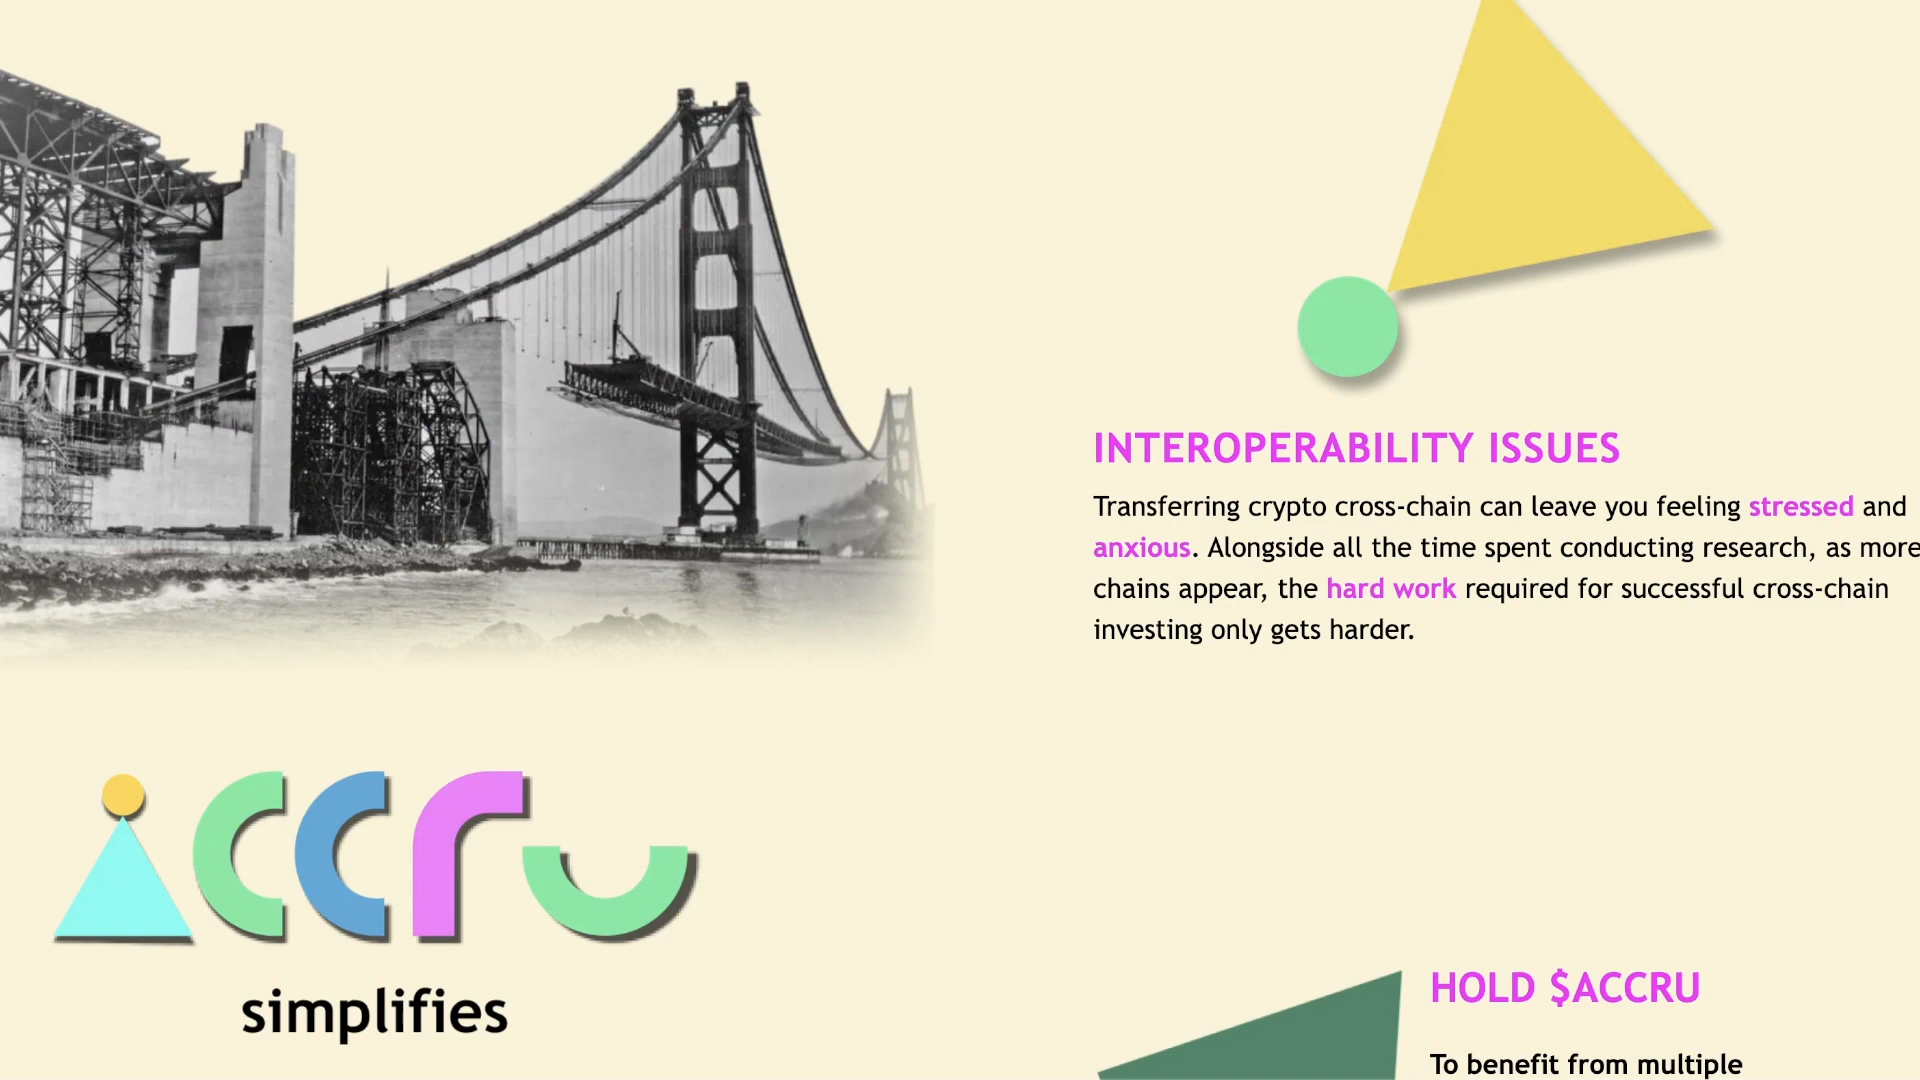 INTEROPERABILITY ISSUES
Transferring crypto cross-chain can leave you feeling stressed and
anxious. Alongside all the time spent conducting research, as more
chains appear, the hard work required for successful cross-chain
investing only gets harder.
accru
simplifies
HOLD $ACCRU
To benefit from multiple